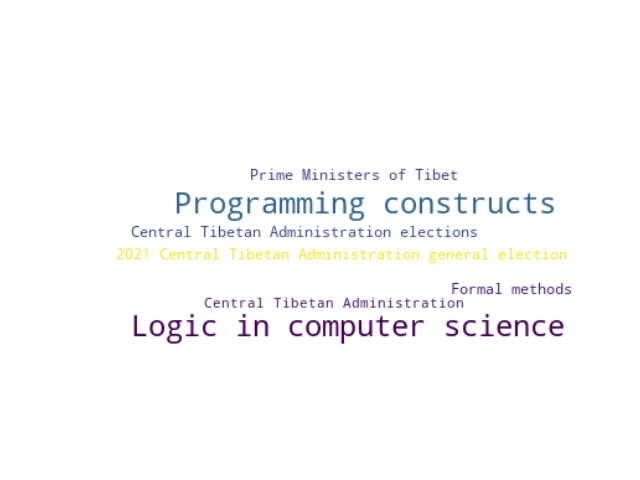 Prime Ministers of Tibet
Programming constructs
Central Tibetan Administration elections
2021 Central Tibetan Administration general election
Formal methods
Central Tibetan Administration
Logic in computer science